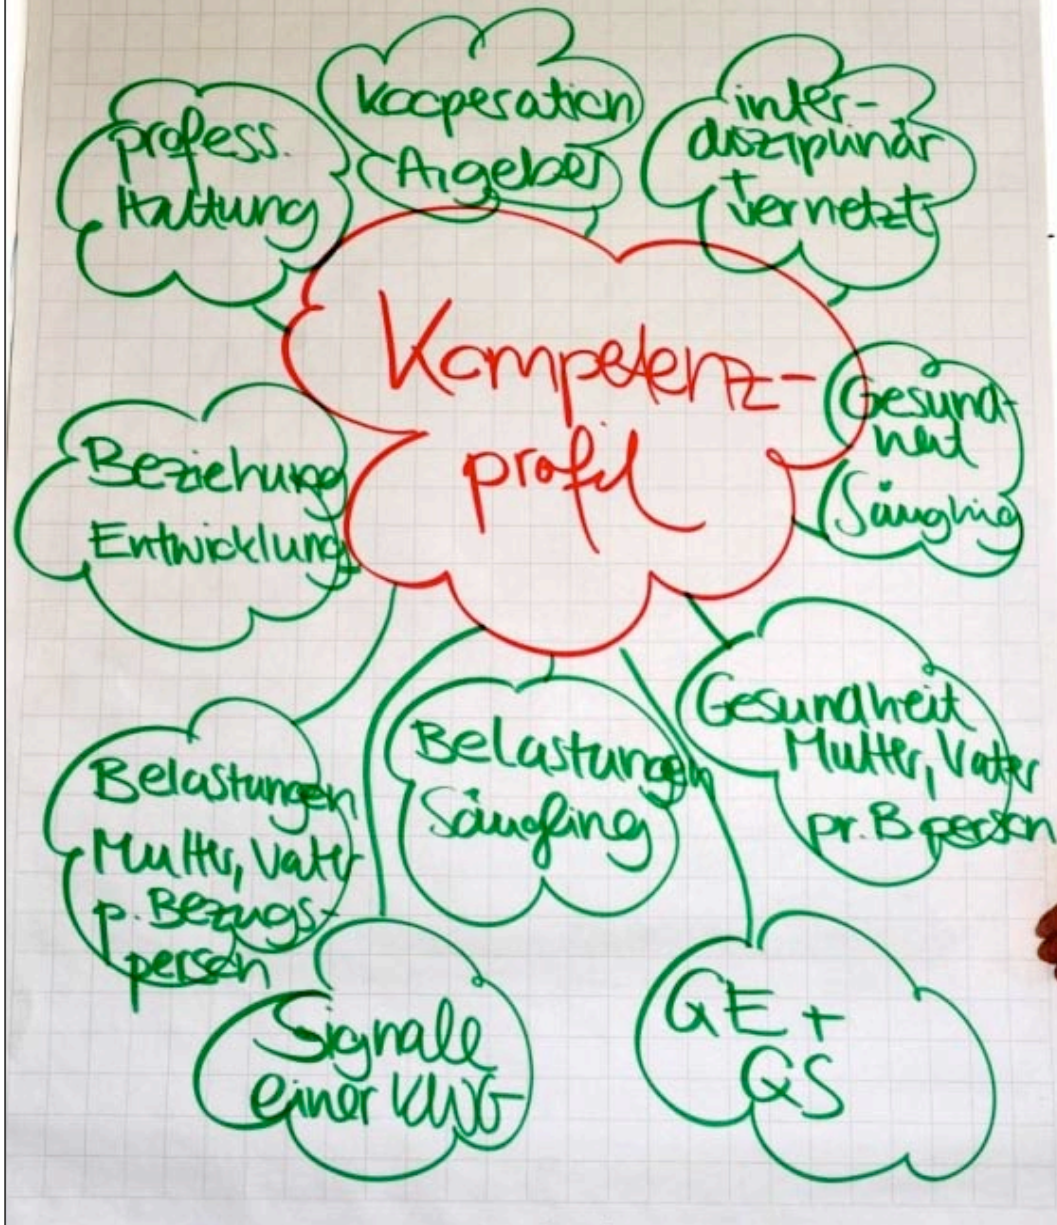 Kooperation
A'geber
profess.
Haltung
inter-
disziplinär
+ vernetzt
Kompetenz-
profil
Gesund-
heit
Säugling
Beziehung
Entwicklung
Gesundheit
Mutter, Vater
pr. B person
Belastungen
Säugling
Belastungen
Mutter, Vater
p. Bezugs-
person
Signale
einer KWG
QE +
QS